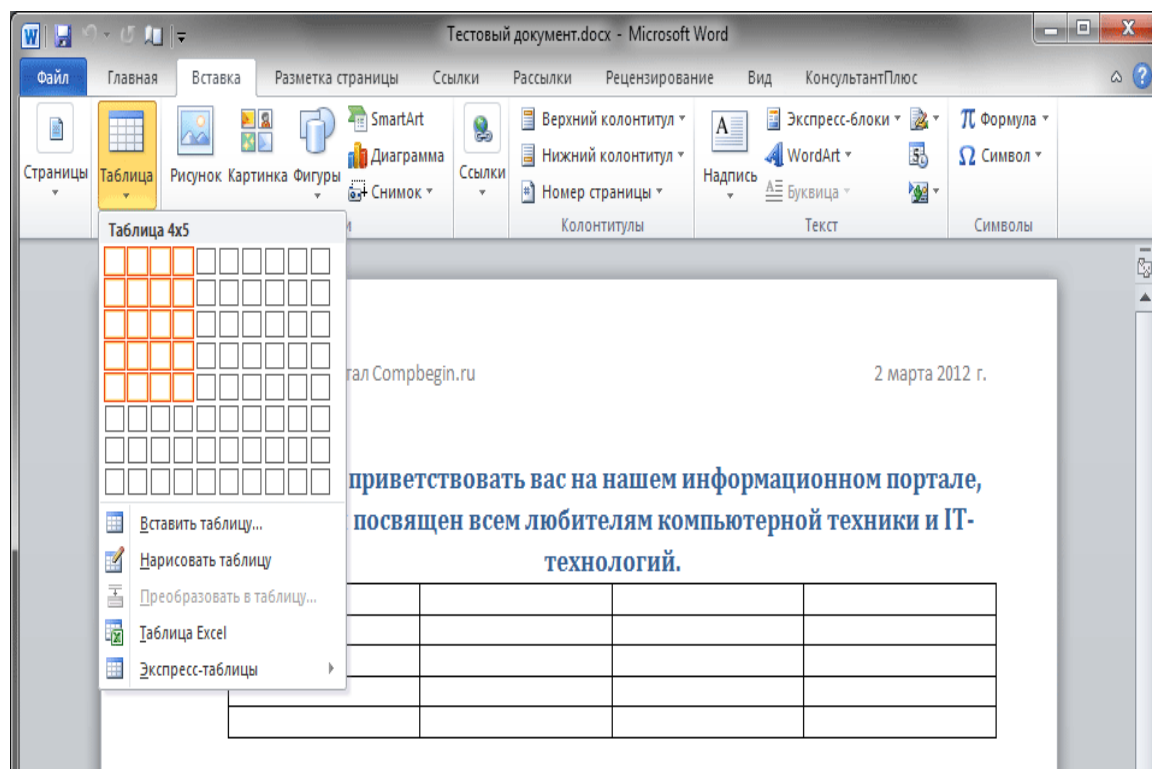 Тестовый документ.docx - Microsoft Word
Файл Главная Вставка Разметка страницы Ссылки Рассылки Рецензирование Вид КонсультантПлюс
Страницы
Таблица
Рисунок Картинка Фигуры
SmartArt
Диаграмма
Снимок
Ссылки
Верхний колонтитул
Нижний колонтитул
Номер страницы
Колонтитулы
Надпись
Экспресс-блоки
WordArt
Буквица
Текст
π Формула
Ω Символ
Символы
Таблица 4x5
Вставить таблицу...
Нарисовать таблицу
Преобразовать в таблицу...
Таблица Excel
Экспресс-таблицы
Compbegin.ru 2 марта 2012 г.
приветствовать вас на нашем информационном портале,
посвящен всем любителям компьютерной техники и IT-
технологий.